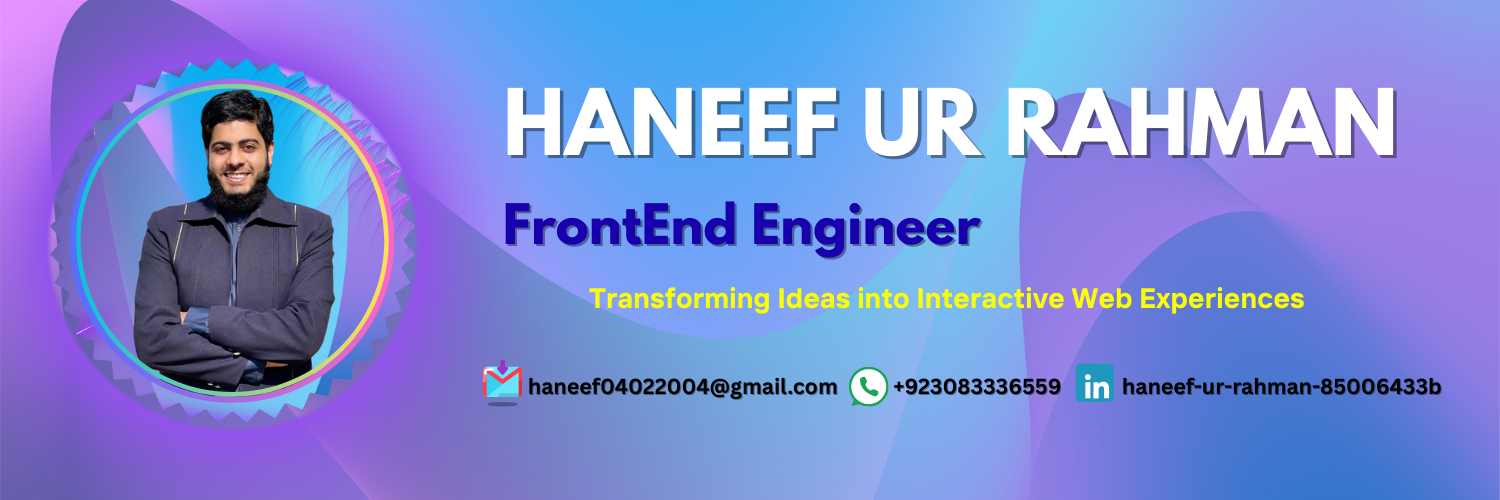 HANEEF UR RAHMAN
FrontEnd Engineer
Transforming Ideas into Interactive Web Experiences
haneef04022004@gmail.com +923083336559 in haneef-ur-rahman-85006433b